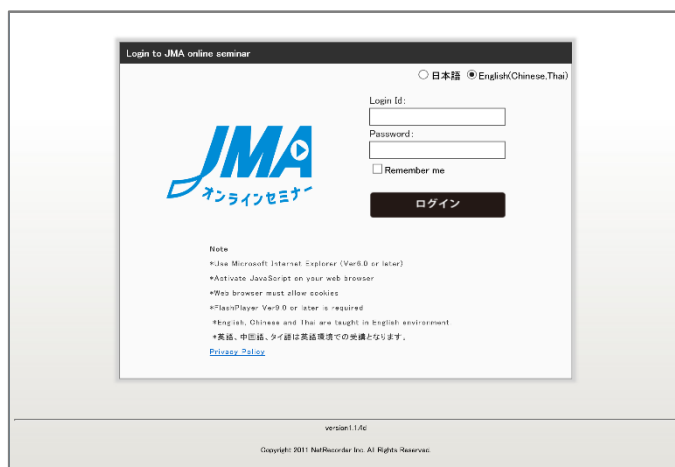 Login to JMA online seminar
日本語 English(Chinese,Thai)
Login Id:
Password:
Remember me
JMA
オンラインセミナー
ログイン
Note
*Use Microsoft Internet Explorer (Ver6.0 or later)
*Activate JavaScript on your web browser
*Web browser must allow cookies
*FlashPlayer Ver9.0 or later is required
*English, Chinese and Thai are taught in English environment
*英語、中国語、タイ語は英語環境での受講となります。
Privacy Policy
version1.1.4d
Copyright 2011 NetRecorder Inc. All Rights Reserved.